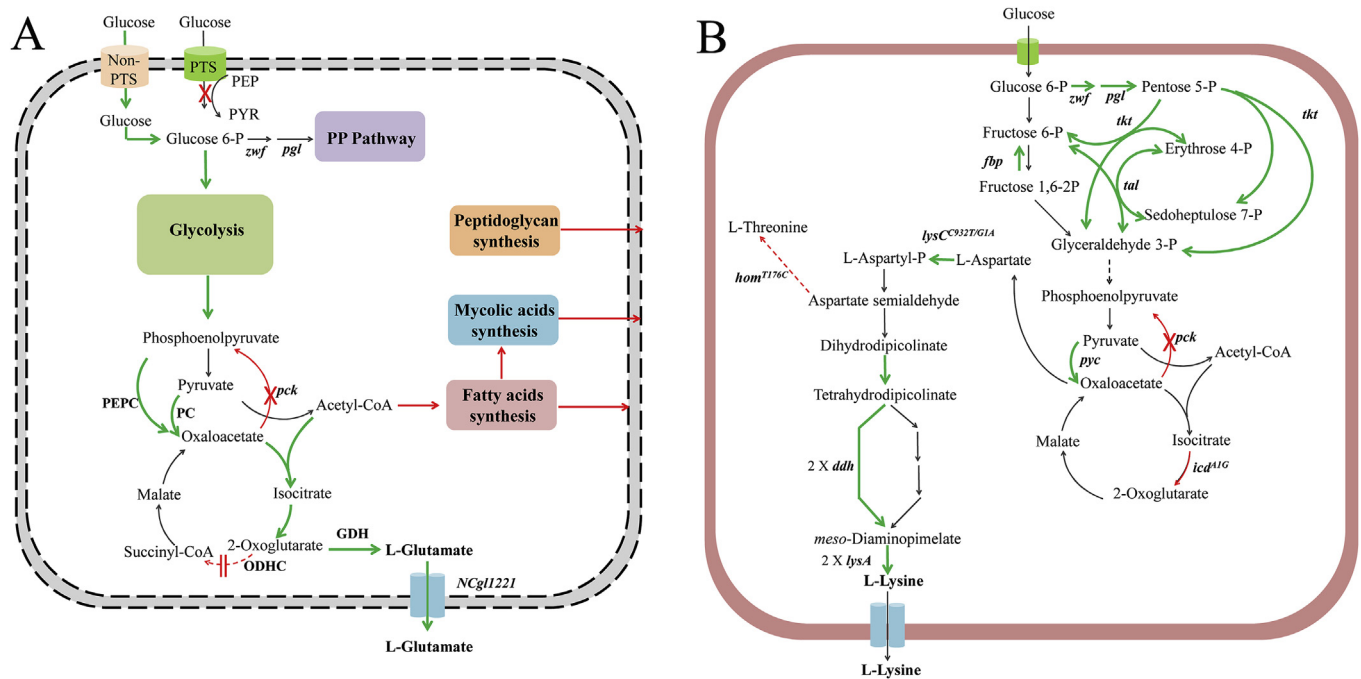 A
Glucose
Glucose
Non-
PTS
PTS
PEP
PYR
Glucose
Glucose 6-P
zwf
pgl
PP Pathway
Glycolysis
Peptidoglycan
synthesis
Mycolic acids
synthesis
Fatty acids
synthesis
Phosphoenolpyruvate
Pyruvate
pck
Acetyl-CoA
PEPC
PC
Oxaloacetate
Malate
Isocitrate
Succinyl-CoA
2-Oxoglutarate
ODHC
GDH
L-Glutamate
NCgl1221
L-Glutamate
B
Glucose
Glucose 6-P
zwf
pgl
Pentose 5-P
tkt
tkt
Fructose 6-P
Erythrose 4-P
fbp
Fructose 1,6-2P
tal
Sedoheptulose 7-P
Glyceraldehyde 3-P
L-Threonine
lysC^C932T/G1A
L-Aspartyl-P
L-Aspartate
hom^T176C
Aspartate semialdehyde
Phosphoenolpyruvate
Dihydrodipicolinate
Pyruvate
pck
Acetyl-CoA
pyc
Tetrahydrodipicolinate
Oxaloacetate
2 X ddh
Malate
Isocitrate
icd^A1G
2-Oxoglutarate
meso-Diaminopimelate
2 X lysA
L-Lysine
L-Lysine